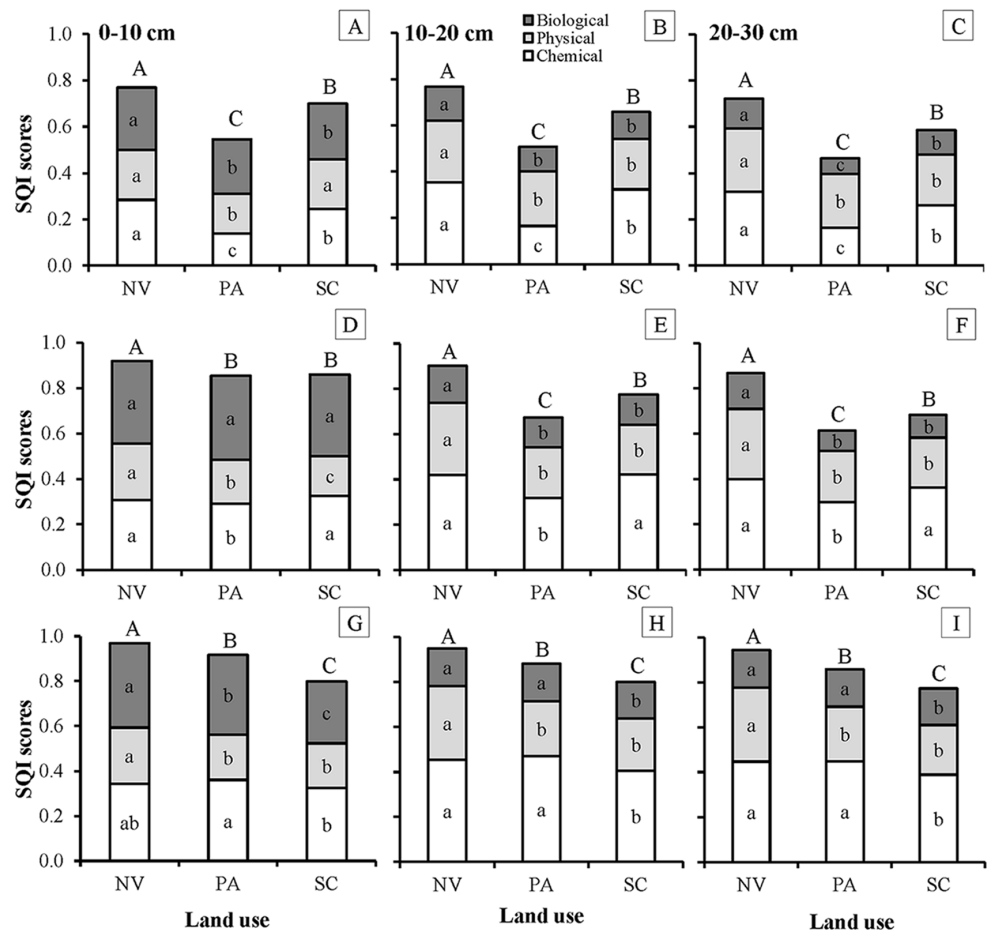 0-10 cm
A
10-20 cm
Biological
Physical
Chemical
B
20-30 cm
C
SQI scores
1.0
0.8
0.6
0.4
0.2
0.0
A
a
a
a
NV
C
b
b
c
PA
B
b
a
b
SC
A
a
a
a
NV
C
b
b
c
PA
B
b
b
b
SC
A
a
a
a
NV
C
c
b
c
PA
B
b
b
b
SC
D
E
F
SQI scores
1.0
0.8
0.6
0.4
0.2
0.0
A
a
a
a
NV
B
a
b
b
PA
B
a
c
a
SC
A
a
a
a
NV
C
b
b
b
PA
B
b
b
a
SC
A
a
a
a
NV
C
b
b
b
PA
B
b
b
a
SC
G
H
I
SQI scores
1.0
0.8
0.6
0.4
0.2
0.0
A
a
a
ab
NV
B
b
b
a
PA
C
c
b
b
SC
A
a
a
a
NV
B
a
b
a
PA
C
b
b
b
SC
A
a
a
a
NV
B
a
b
a
PA
C
b
b
b
SC
Land use
Land use
Land use